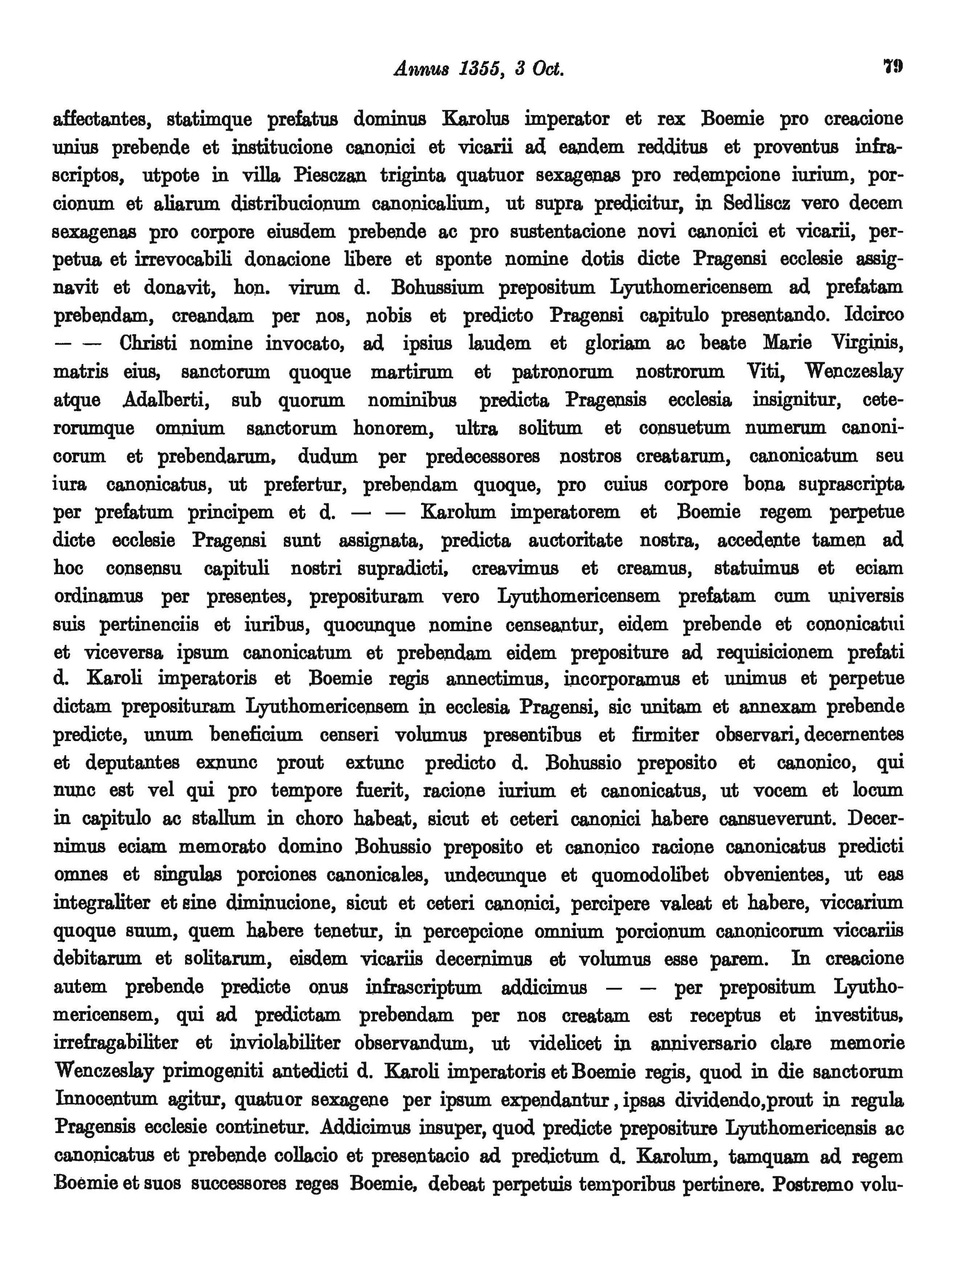 Annus 1355, 3 Oct. 79
affectantes, statimque prefatus dominus Karolus imperator et rex Boemie pro creacione
unius prebende et institucione canonici et vicarii ad eandem redditus et proventus infra-
scriptos, utpote in villa Piesczan triginta quatuor sexagenas pro redempcione iurium, por-
cionum et aliarum distribucionum canonicalium, ut supra predicitur, in Sedliscz vero decem
sexagenas pro corpore eiusdem prebende ac pro sustentacione novi canonici et vicarii, per-
petua et irrevocabili donacione libere et sponte nomine dotis dicte Pragensi ecclesie assig-
navit et donavit, hon. virum d. Bohussium prepositum Lyuthomericensem ad prefatam
prebendam, creandam per nos, nobis et predicto Pragensi capitulo presentando. Idcirco
— — Christi nomine invocato, ad ipsius laudem et gloriam ac beate Marie Virginis,
matris eius, sanctorum quoque martirum et patronorum nostrorum Viti, Wenczeslay
atque Adalberti, sub quorum nominibus predicta Pragensis ecclesia insignitur, cete-
rorumque omnium sanctorum honorem, ultra solitum et consuetum numerum canoni-
corum et prebendarum, dudum per predecessores nostros creatarum, canonicatum seu
iura canonicatus, ut prefertur, prebendam quoque, pro cuius corpore bona suprascripta
per prefatum principem et d. — — Karolum imperatorem et Boemie regem perpetue
dicte ecclesie Pragensi sunt assignata, predicta auctoritate nostra, accedente tamen ad
hoc consensu capituli nostri supradicti, creavimus et creamus, statuimus et eciam
ordinamus per presentes, preposituram vero Lyuthomericensem prefatam cum universis
suis pertinenciis et iuribus, quocunque nomine censeantur, eidem prebende et cononicatui
et viceversa ipsum canonicatum et prebendam eidem prepositure ad requisicionem prefati
d. Karoli imperatoris et Boemie regis annectimus, incorporamus et unimus et perpetue
dictam preposituram Lyuthomericensem in ecclesia Pragensi, sic unitam et annexam prebende
predicte, unum beneficium censeri volumus presentibus et firmiter observari, decernentes
et deputantes exnunc prout extunc predicto d. Bohussio preposito et canonico, qui
nunc est vel qui pro tempore fuerit, racione iurium et canonicatus, ut vocem et locum
in capitulo ac stallum in choro habeat, sicut et ceteri canonici habere cansueverunt. Decer-
nimus eciam memorato domino Bohussio preposito et canonico racione canonicatus predicti
omnes et singulas porciones canonicales, undecunque et quomodolibet obvenientes, ut eas
integraliter et sine diminucione, sicut et ceteri canonici, percipere valeat et habere, viccarium
quoque suum, quem habere tenetur, in percepcione omnium porcionum canonicorum viccariis
debitarum et solitarum, eisdem vicariis decernimus et volumus esse parem. In creacione
autem prebende predicte onus infrascriptum addicimus — — per prepositum Lyutho-
mericensem, qui ad predictam prebendam per nos creatam est receptus et investitus,
irrefragabiliter et inviolabiliter observandum, ut videlicet in anniversario clare memorie
Wenczeslay primogeniti antedicti d. Karoli imperatoris et Boemie regis, quod in die sanctorum
Innocentum agitur, quatuor sexagene per ipsum expendantur, ipsas dividendo,prout in regula
Pragensis ecclesie continetur. Addicimus insuper, quod predicte prepositure Lyuthomericensis ac
canonicatus et prebende collacio et presentacio ad predictum d. Karolum, tamquam ad regem
Boemie et suos successores reges Boemie, debeat perpetuis temporibus pertinere. Postremo volu-